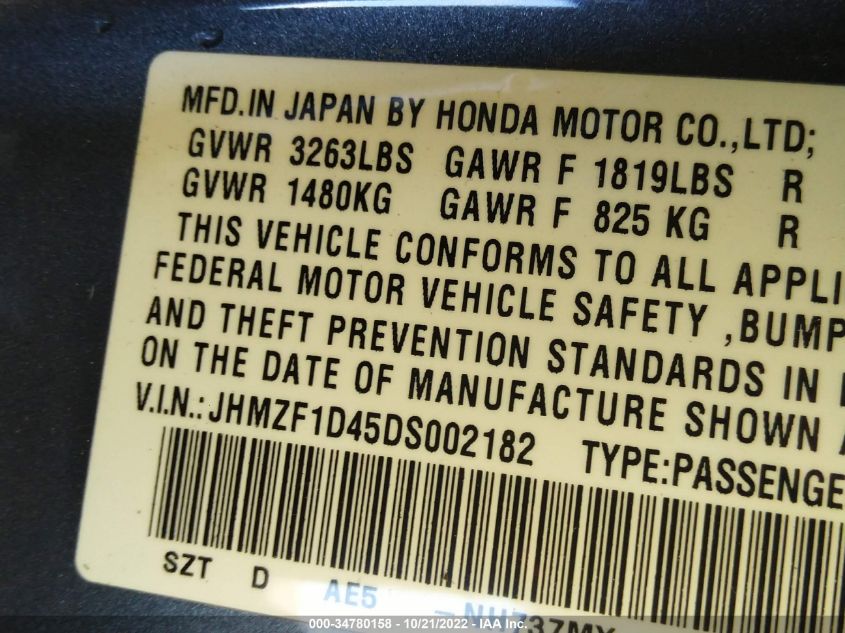 MFD.IN JAPAN BY HONDA MOTOR CO.,LTD;
GVWR 3263LBS GAWR F 1819LBS R
GVWR 1480KG GAWR F 825 KG R
THIS VEHICLE CONFORMS TO ALL APPLI
FEDERAL MOTOR VEHICLE SAFETY ,BUMP
AND THEFT PREVENTION STANDARDS IN
ON THE DATE OF MANUFACTURE SHOWN A
V.I.N.: JHMZF1D45DS002182 TYPE:PASSENGE
SZT D AE5 – NH737MX
000-34780158 / 10/21/2022 / IAA Inc.